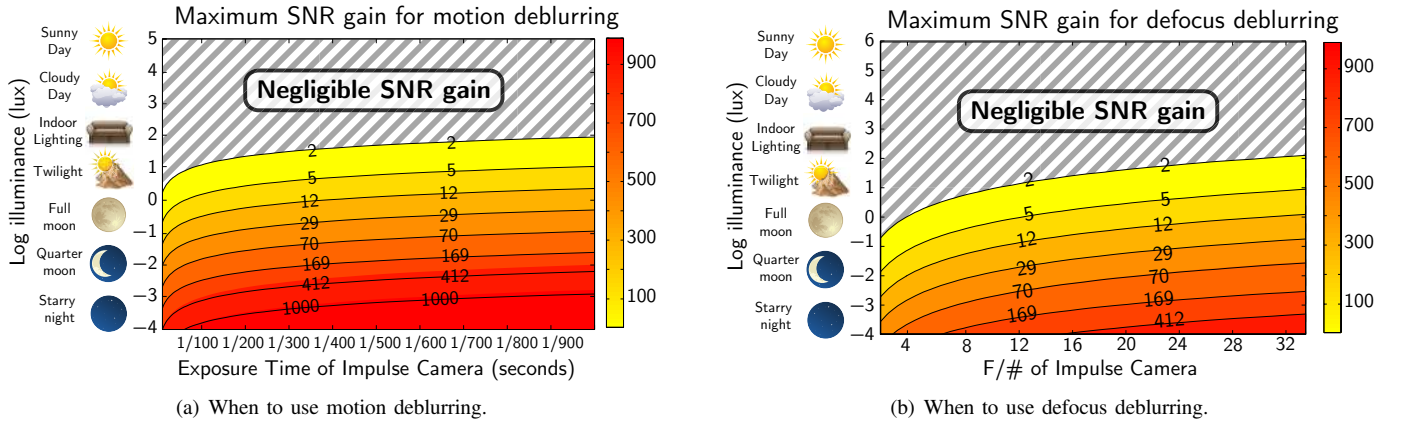 Maximum SNR gain for motion deblurring
Log illuminance (lux)
Sunny
Day
Cloudy
Day
Indoor
Lighting
Twilight
Full
moon
Quarter
moon
Starry
night
5
4
3
2
1
0
−1
−2
−3
−4
Negligible SNR gain
2 2
5 5
12 12
29 29
70 70
169 169
412 412
1000 1000
900
700
500
300
100
1/100 1/200 1/300 1/400 1/500 1/600 1/700 1/800 1/900
Exposure Time of Impulse Camera (seconds)
(a) When to use motion deblurring.
Maximum SNR gain for defocus deblurring
Log illuminance (lux)
Sunny
Day
Cloudy
Day
Indoor
Lighting
Twilight
Full
moon
Quarter
moon
Starry
night
6
5
4
3
2
1
0
−1
−2
−3
−4
Negligible SNR gain
2 2
5 5
12 12
29 29
70 70
169 169
412
900
700
500
300
100
4 8 12 16 20 24 28 32
F/# of Impulse Camera
(b) When to use defocus deblurring.